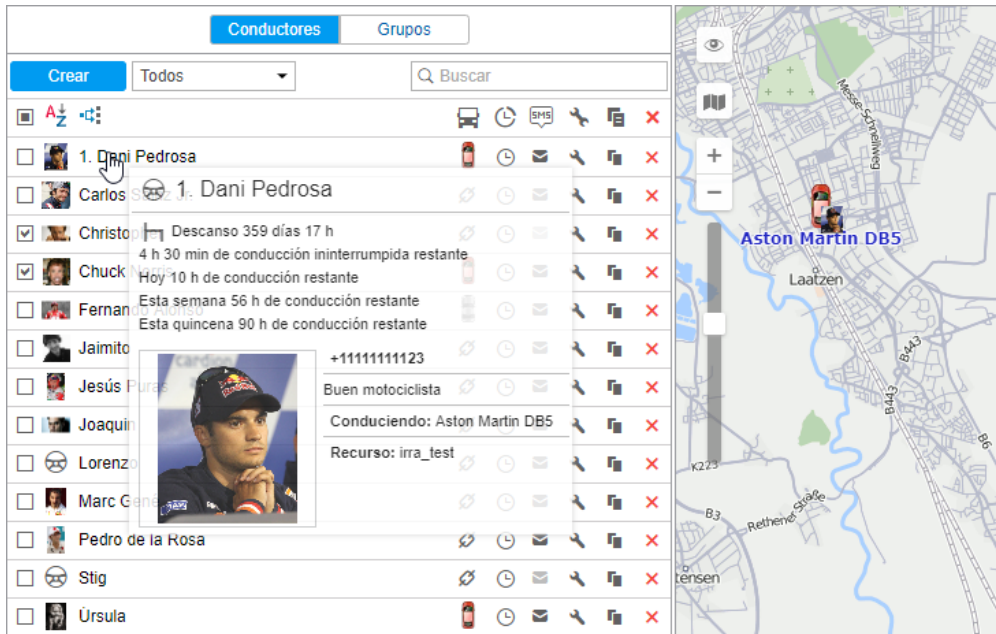 Conductores Grupos
Crear Todos Buscar
A Z SMS
1. Dani Pedrosa
Carlos
1. Dani Pedrosa
Descanso 359 días 17 h
4 h 30 min de conducción ininterrumpida restante
Hoy 10 h de conducción restante
Esta semana 56 h de conducción restante
Esta quincena 90 h de conducción restante
+11111111123
Buen motociclista
Conduciendo: Aston Martin DB5
Recurso: irra_test
Christop
Chuck Norris
Fernando Alonso
Jaimito
Jesús Puras
Joaquin
Lorenzo
Marc Gené
Pedro de la Rosa
Stig
Úrsula
Messe-Schnellweg
Aston Martin DB5
Laatzen
B443
B443
B6
K223
B3
Rethener Straße